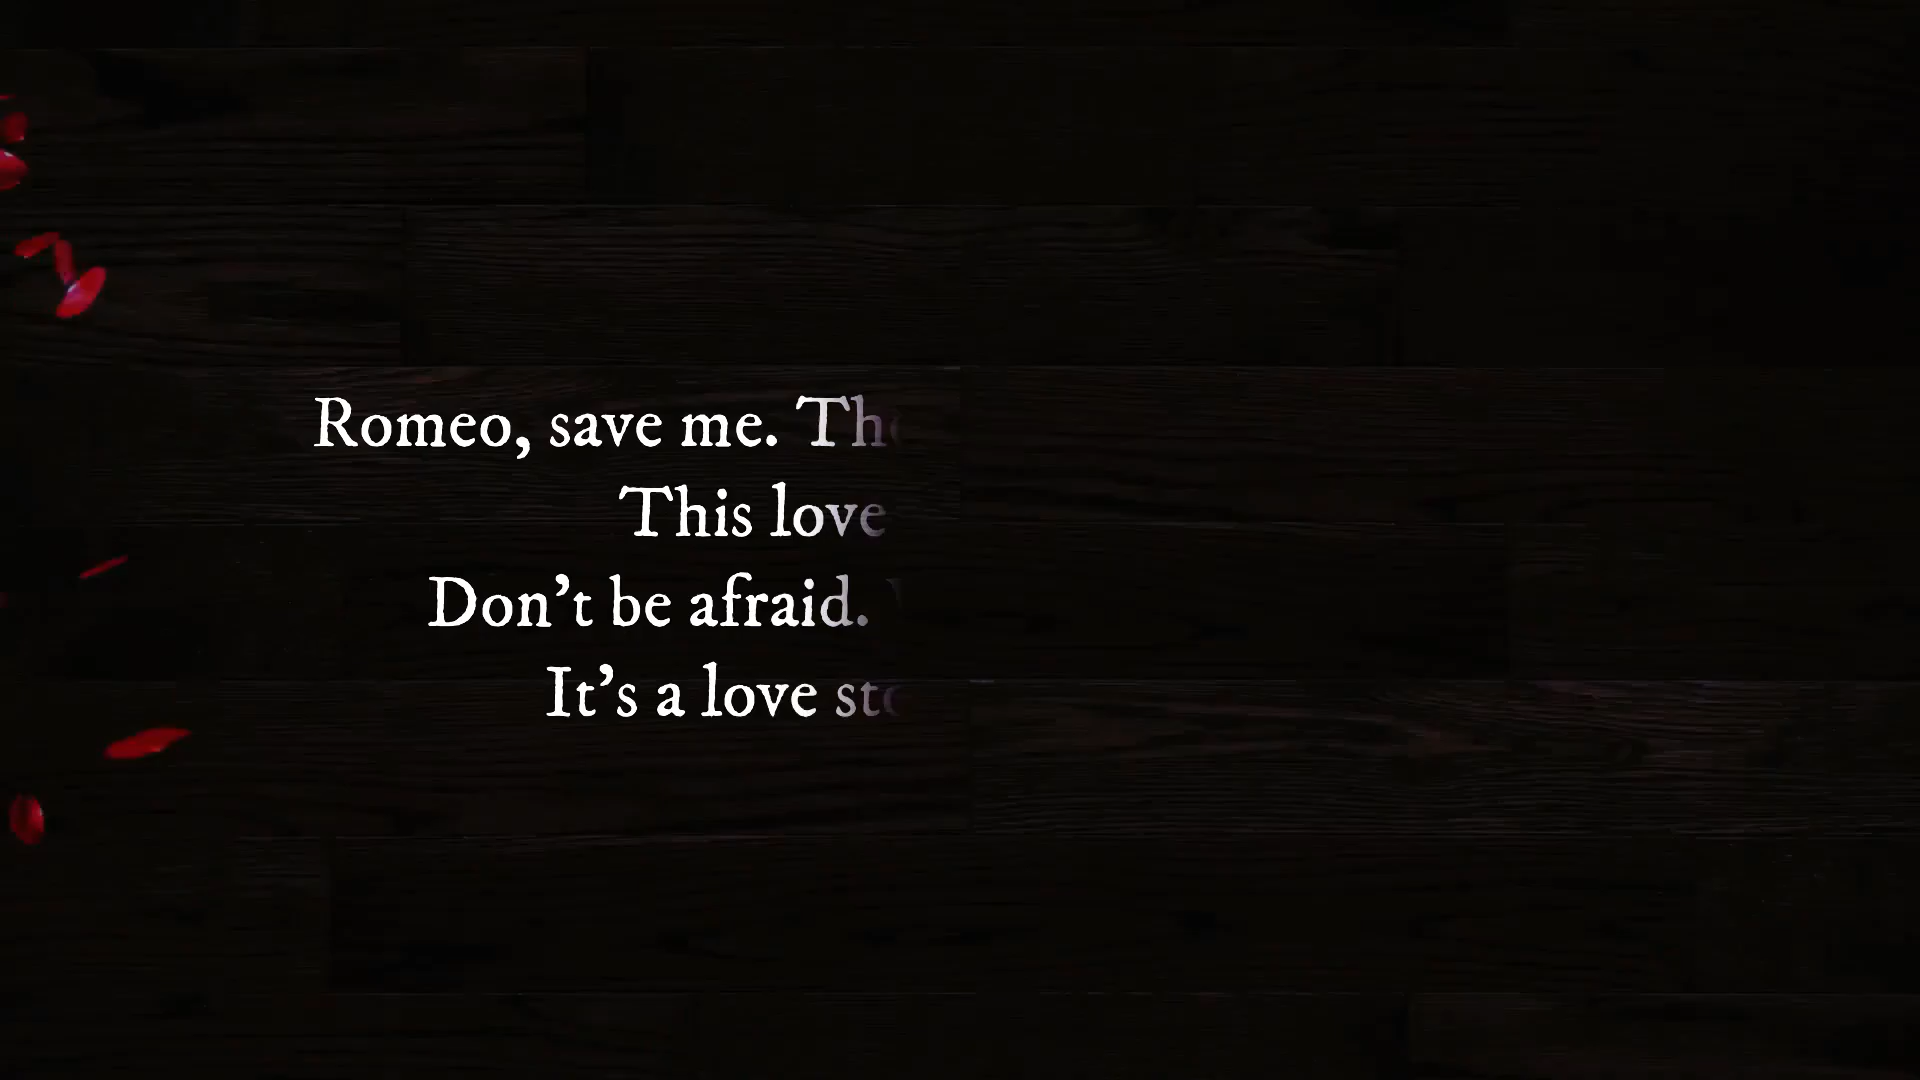 Romeo, save me. Th
This love
Don’t be afraid.
It’s a love st